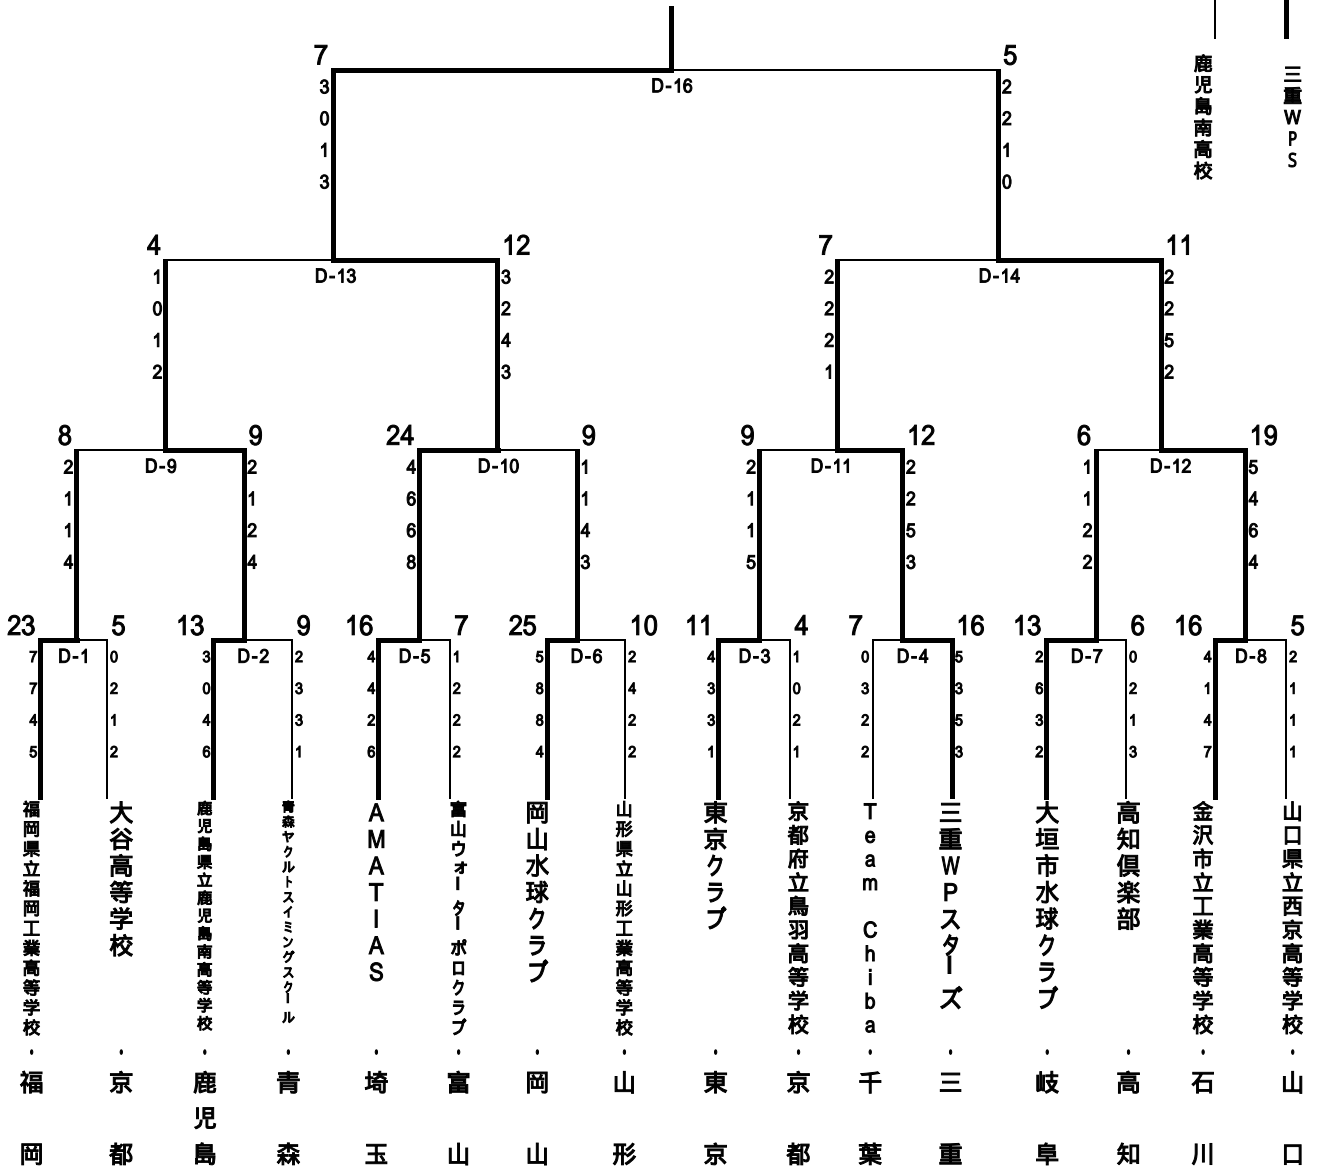 7 5
D-16
3 2
0 2
1 1
3 0
鹿児島南高校
三重WPS
4 12 7 11
D-13 D-14
1 3 2 2
0 2 2 2
1 4 2 5
2 3 1 2
8 9 24 9 9 12 6 19
D-9 D-10 D-11 D-12
2 2 4 1 2 2 1 5
1 1 6 1 1 2 1 4
1 2 6 4 1 5 2 6
4 4 8 3 5 3 2 4
23 5 13 9 16 7 25 10 11 4 7 16 13 6 16 5
D-1 D-2 D-5 D-6 D-3 D-4 D-7 D-8
7 0 3 2 4 1 5 2 4 1 0 5 2 0 4 2
7 2 0 3 4 2 8 4 3 0 3 3 6 2 1 1
4 1 4 3 2 2 8 2 3 2 2 5 3 1 4 1
5 2 6 1 6 2 4 2 1 1 2 3 2 3 7 1
福岡県立福岡工業高等学校・福岡
大谷高等学校・京都
鹿児島県立鹿児島南高等学校・鹿児島
青森ヤクルトスイミングスクール・青森
AMATIAS・埼玉
富山ウォーターポロクラブ・富山
岡山水球クラブ・岡山
山形県立山形工業高等学校・山形
東京クラブ・東京
京都府立鳥羽高等学校・京都
Team Chiba・千葉
三重WPスターズ・三重
大垣市水球クラブ・岐阜
高知倶楽部・高知
金沢市立工業高等学校・石川
山口県立西京高等学校・山口